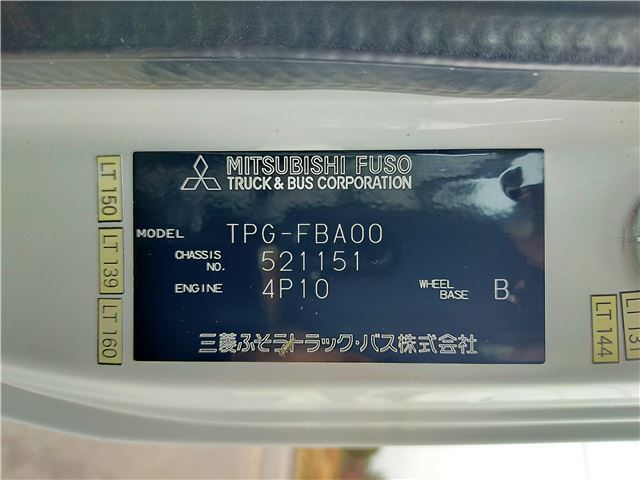 MITSUBISHI FUSO
TRUCK & BUS CORPORATION
MODEL TPG-FBA00
CHASSIS NO. 521151
ENGINE 4P10 WHEEL BASE B
三菱ふそうトラック・バス株式会社
LT 150
LT 139
LT 160
LT 144
LT 131